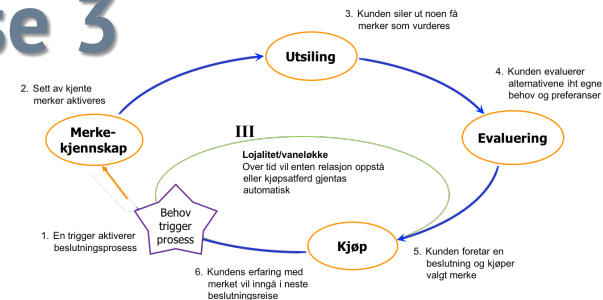 se 3
3. Kunden siler ut noen få
merker som vurderes
Utsiling
2. Sett av kjente
merker aktiveres
4. Kunden evaluerer
alternativene iht egne
behov og preferanser
Merke-
kjennskap
Evaluering
III
Lojalitet/vaneløkke
Over tid vil enten relasjon oppstå
eller kjøpsatferd gjentas
automatisk
Behov
trigger
prosess
1. En trigger aktiverer
beslutningsprosess
Kjøp
5. Kunden foretar en
beslutning og kjøper
valgt merke
6. Kundens erfaring med
merket vil inngå i neste
beslutningsreise